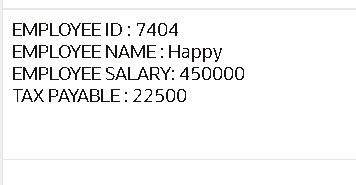 EMPLOYEE ID : 7404
EMPLOYEE NAME : Happy
EMPLOYEE SALARY: 450000
TAX PAYABLE : 22500